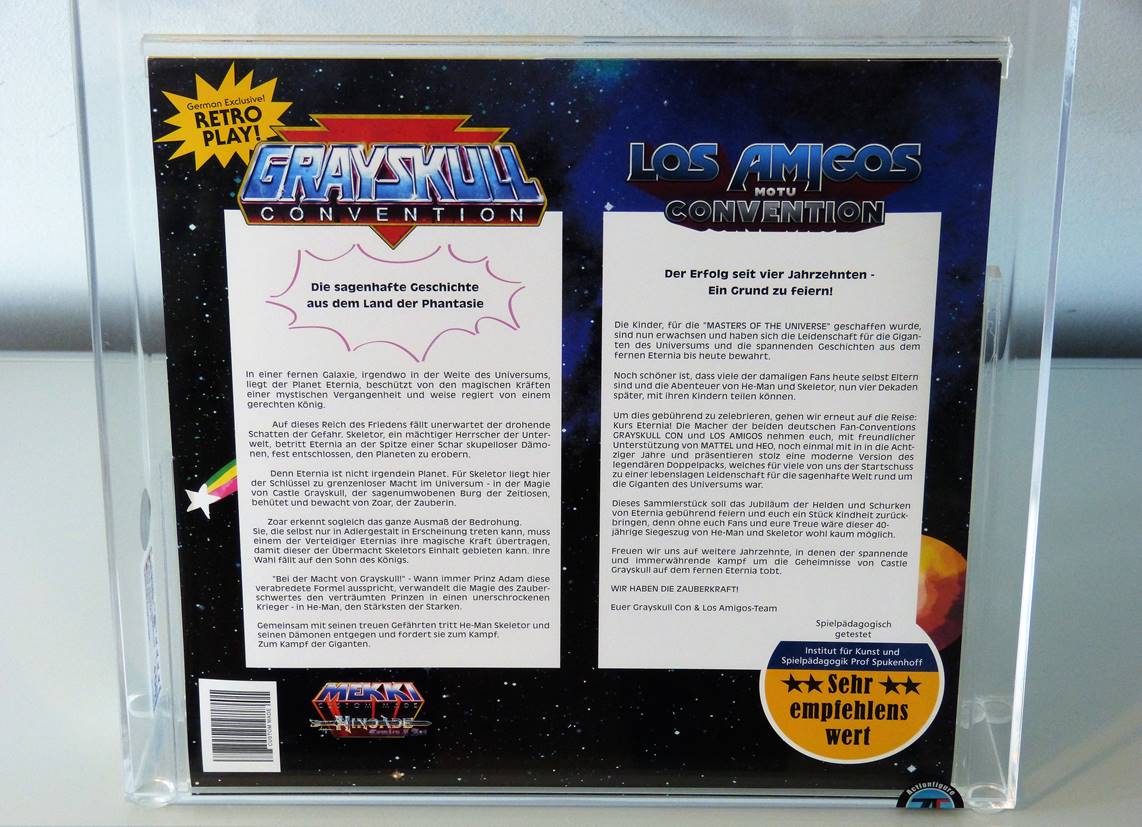 German Exclusive!
RETRO
PLAY!
GRAYSKULL
CONVENTION
Die sagenhafte Geschichte
aus dem Land der Phantasie
In einer fernen Galaxie, irgendwo in der Weite des Universums,
liegt der Planet Eternia, beschützt von den magischen Kräften
einer mystischen Vergangenheit und weise regiert von einem
gerechten König.
Auf dieses Reich des Friedens fällt unerwartet der drohende
Schatten der Gefahr. Skeletor, ein mächtiger Herrscher der Unter-
welt, betritt Eternia an der Spitze einer Schar skupelloser Dämo-
nen, fest entschlossen, den Planeten zu erobern.
Denn Eternia ist nicht irgendein Planet. Für Skeletor liegt hier
der Schlüssel zu grenzenloser Macht im Universum - in der Magie
von Castle Grayskull, der sagenumwobenen Burg der Zeitlosen,
behütet und bewacht von Zoar, der Zauberin.
Zoar erkennt sogleich das ganze Ausmaß der Bedrohung.
Sie, die selbst nur in Adlergestalt in Erscheinung treten kann, muss
einem der Verteidiger Eternias ihre magische Kraft übertragen,
damit dieser der Übermacht Skeletors Einhalt gebieten kann. Ihre
Wahl fällt auf den Sohn des Königs.
"Bei der Macht von Grayskull!" - Wann immer Prinz Adam diese
verabredete Formel ausspricht, verwandelt die Magie des Zauber-
schwertes den verträumten Prinzen in einen unerschrockenen
Krieger - in He-Man, den Stärksten der Starken.
Gemeinsam mit seinen treuen Gefährten tritt He-Man Skeletor und
seinen Dämonen entgegen und fordert sie zum Kampf.
Zum Kampf der Giganten.
CUSTOM MADE
MEKKI
CUSTOM MADE
LOS AMIGOS
MOTU
CONVENTION
Der Erfolg seit vier Jahrzehnten -
Ein Grund zu feiern!
Die Kinder, für die "MASTERS OF THE UNIVERSE" geschaffen wurde,
sind nun erwachsen und haben sich die Leidenschaft für die Gigan-
ten des Universums und die spannenden Geschichten aus dem
fernen Eternia bis heute bewahrt.
Noch schöner ist, dass viele der damaligen Fans heute selbst Eltern
sind und die Abenteuer von He-Man und Skeletor, nun vier Dekaden
später, mit ihren Kindern teilen können.
Um dies gebührend zu zelebrieren, gehen wir erneut auf die Reise:
Kurs Eternia! Die Macher der beiden deutschen Fan-Conventions
GRAYSKULL CON und LOS AMIGOS nehmen euch, mit freundlicher
Unterstützung von MATTEL und HEO, noch einmal mit in die Acht-
ziger Jahre und präsentieren stolz eine moderne Version des
legendären Doppelpacks, welches für viele von uns der Startschuss
zu einer lebenslagen Leidenschaft für die sagenhafte Welt rund um
die Giganten des Universums war.
Dieses Sammlerstück soll das Jubiläum der Helden und Schurken
von Eternia gebührend feiern und euch ein Stück Kindheit zurück-
bringen, denn ohne euch Fans und eure Treue wäre dieser 40-
jährige Siegeszug von He-Man und Skeletor wohl kaum möglich.
Freuen wir uns auf weitere Jahrzehnte, in denen der spannende
und immerwährende Kampf um die Geheimnisse von Castle
Grayskull auf dem fernen Eternia tobt.
WIR HABEN DIE ZAUBERKRAFT!
Euer Grayskull Con & Los Amigos-Team
Spielpädagogisch
getestet
Institut für Kunst und
Spielpädagogik Prof Spukenhoff
Sehr
empfehlens
wert
Actionfigure